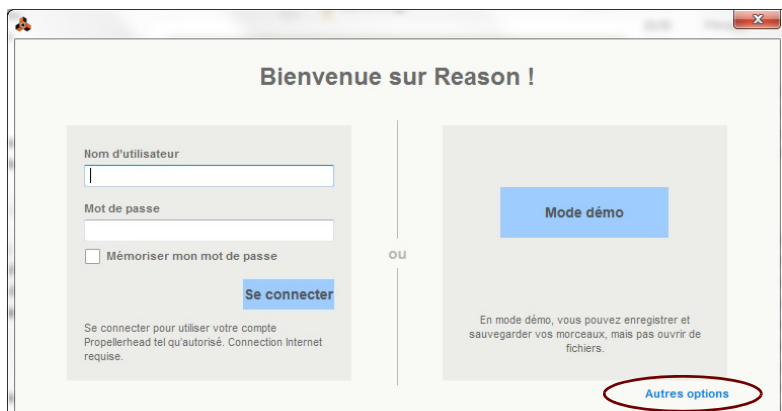 Bienvenue sur Reason !
Nom d'utilisateur
Mot de passe
Mémoriser mon mot de passe
Se connecter
Se connecter pour utiliser votre compte
Propellerhead tel qu'autorisé. Connection Internet
requise.
ou
Mode démo
En mode démo, vous pouvez enregistrer et
sauvegarder vos morceaux, mais pas ouvrir de
fichiers.
Autres options